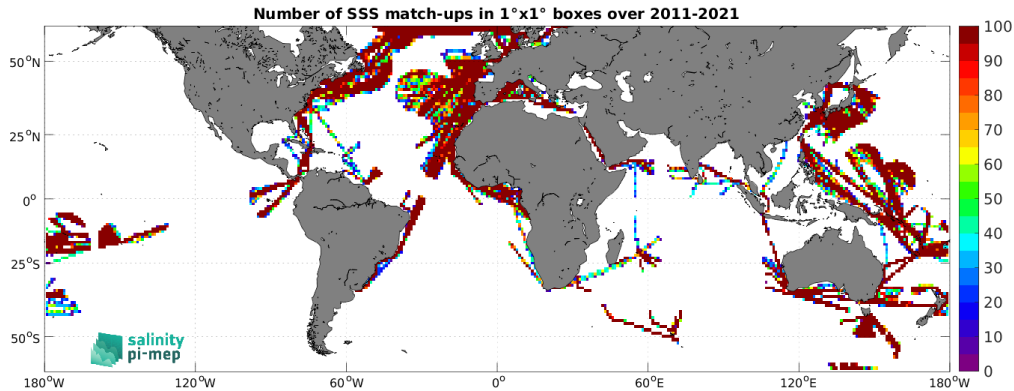 Number of SSS match-ups in 1°x1° boxes over 2011-2021
50°N
25°N
0°
25°S
50°S
180°W 120°W 60°W 0° 60°E 120°E 180°W
100
90
80
70
60
50
40
30
20
10
0
salinity
pi-mep